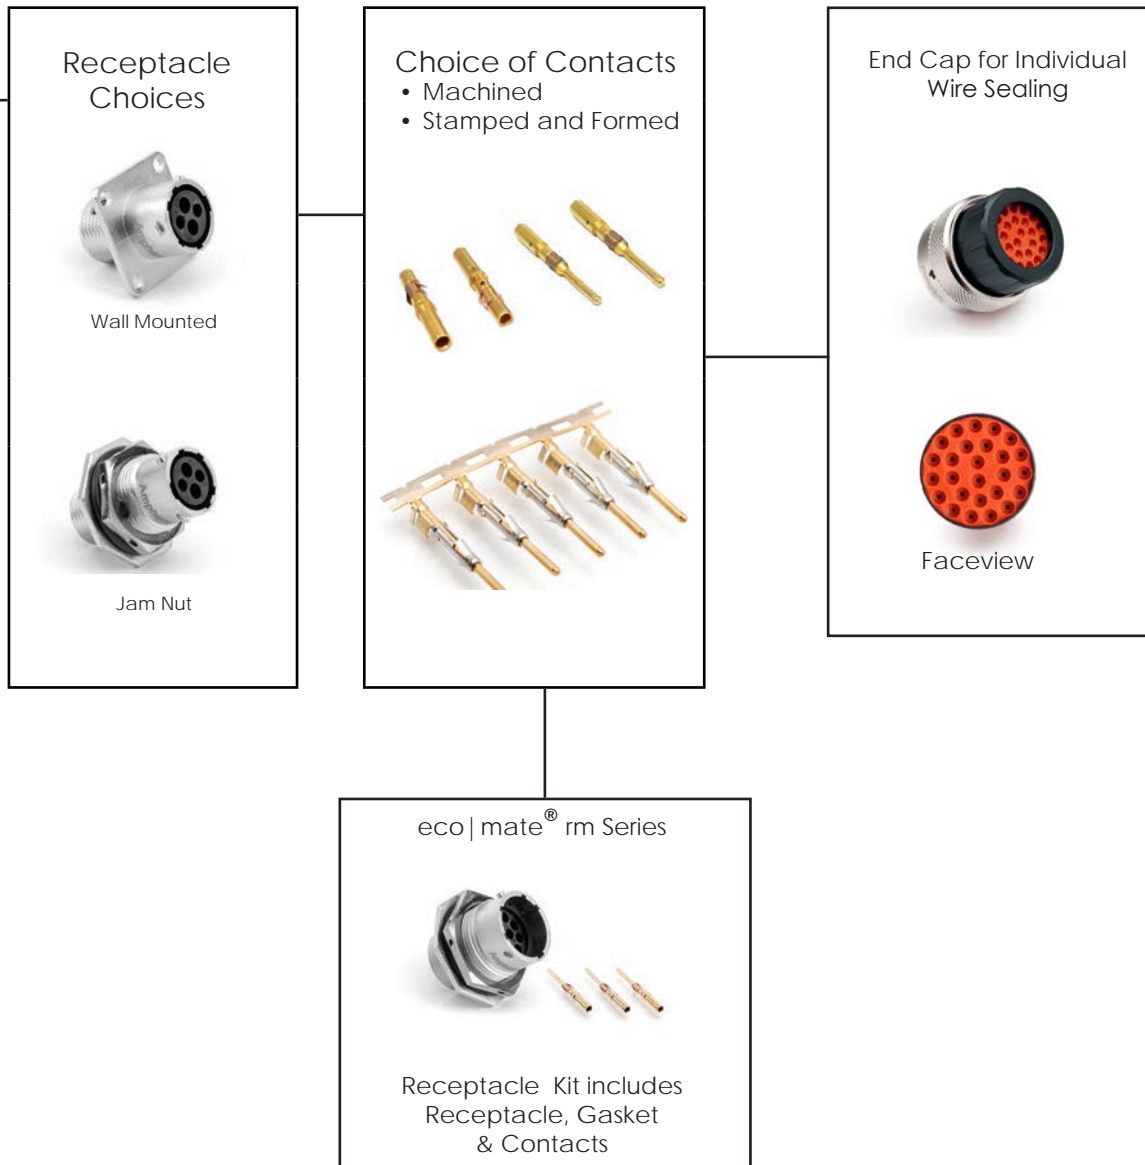 Receptacle
Choices
Wall Mounted
Jam Nut
Choice of Contacts
• Machined
• Stamped and Formed
End Cap for Individual
Wire Sealing
Faceview
eco|mate® rm Series
Receptacle Kit includes
Receptacle, Gasket
& Contacts